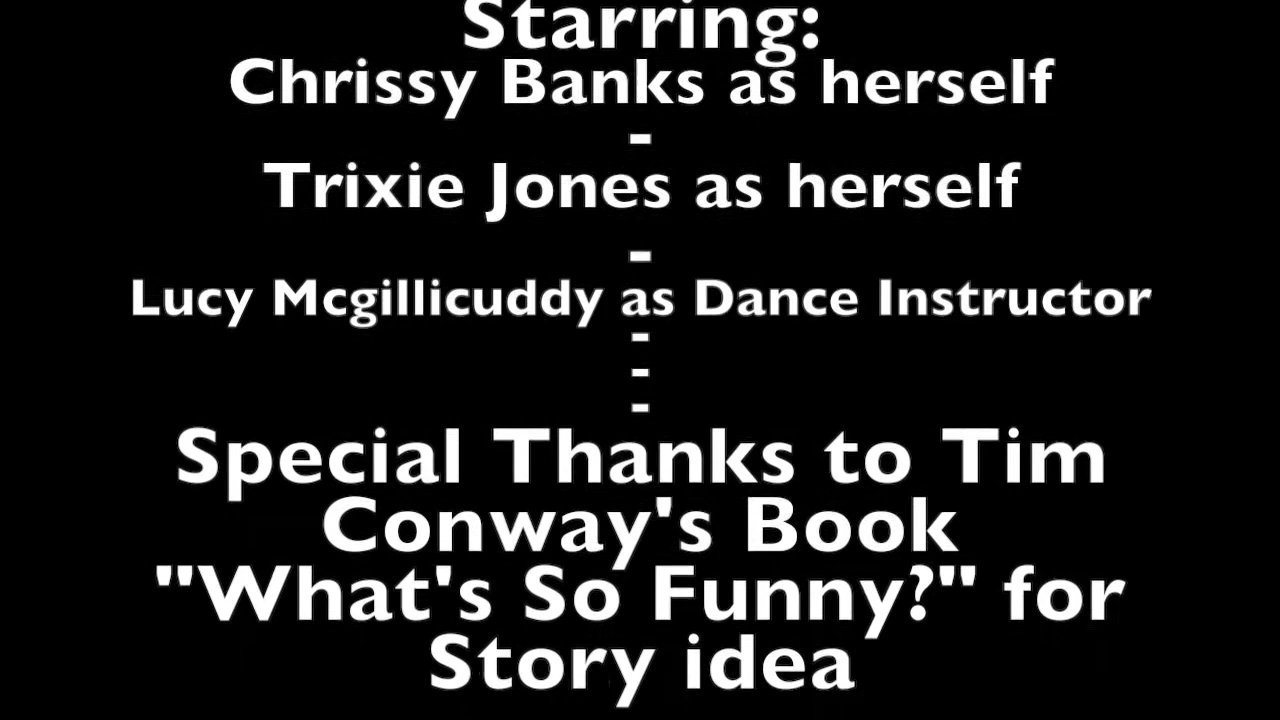 Starring:
Chrissy Banks as herself
-
Trixie Jones as herself
-
Lucy Mcgillicuddy as Dance Instructor
-
-
-
Special Thanks to Tim
Conway's Book
"What's So Funny?" for
Story idea